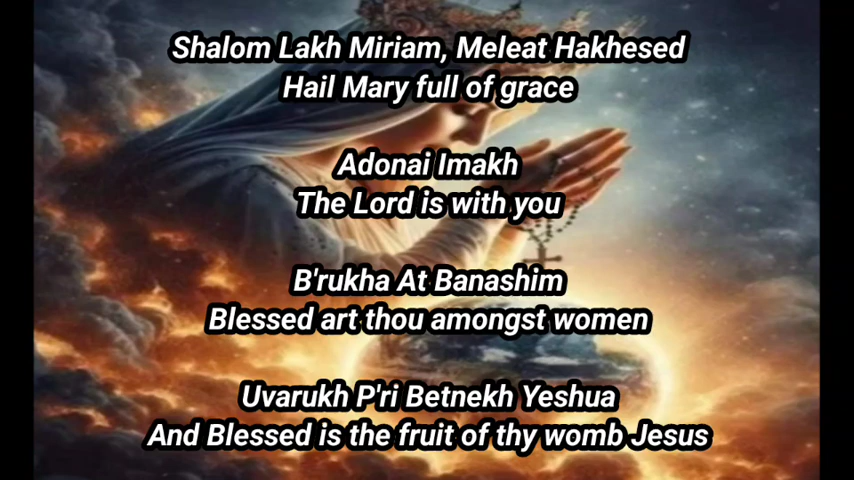 Shalom Lakh Miriam, Meleat Hakhesed
Hail Mary full of grace
Adonai Imakh
The Lord is with you
B'rukha At Banashim
Blessed art thou amongst women
Uvarukh P'ri Betnekh Yeshua
And Blessed is the fruit of thy womb Jesus